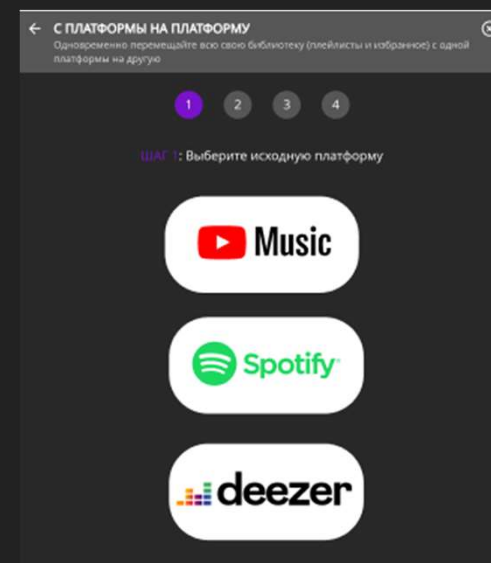 С ПЛАТФОРМЫ НА ПЛАТФОРМУ
Одновременно перемещайте всю свою библиотеку (плейлисты и избранное) с одной
платформы на другую
1 2 3 4
ШАГ 1: Выберите исходную платформу
Music
Spotify
deezer